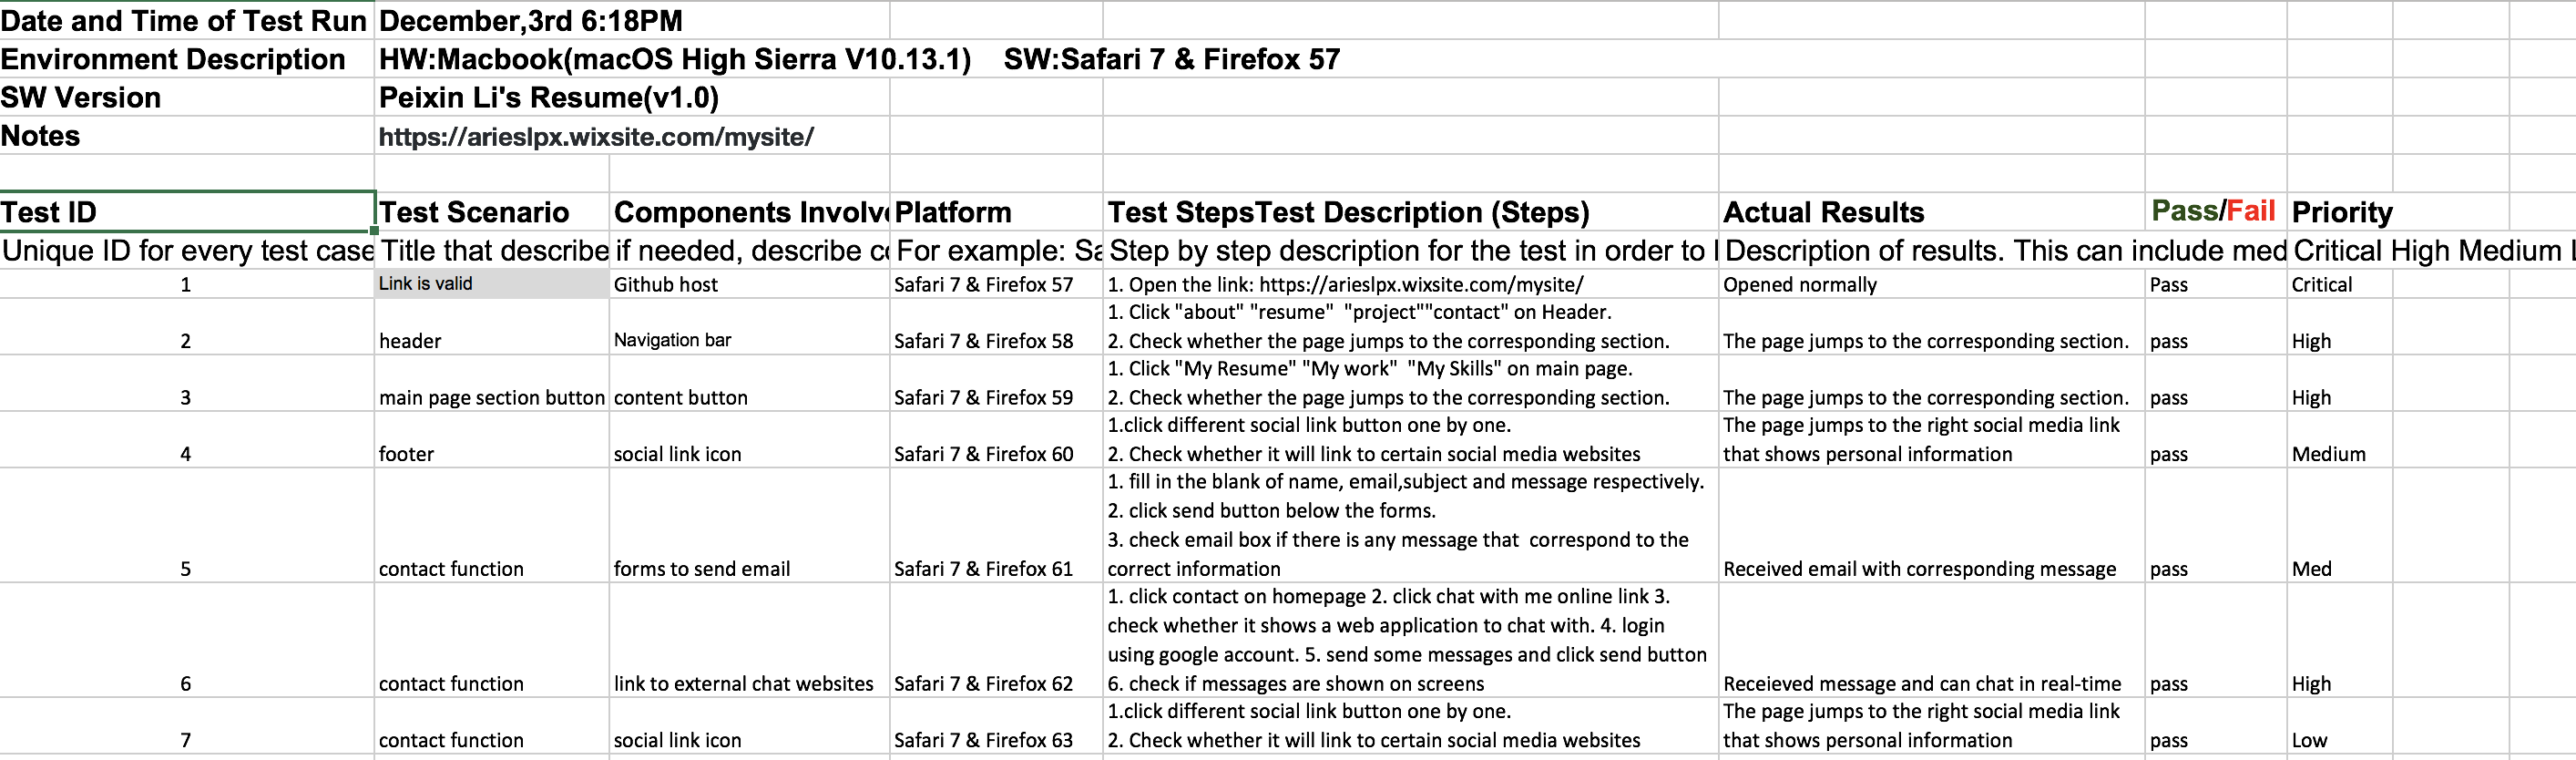 Date and Time of Test Run December,3rd 6:18PM
Environment Description HW:Macbook(macOS High Sierra V10.13.1) SW:Safari 7 & Firefox 57
SW Version Peixin Li's Resume(v1.0)
Notes https://arieslpx.wixsite.com/mysite/
Test ID Test Scenario Components Involv Platform Test StepsTest Description (Steps) Actual Results Pass/Fail Priority
Unique ID for every test case Title that describe if needed, describe co For example: Sa Step by step description for the test in order to Description of results. This can include med Critical High Medium
1 Link is valid Github host Safari 7 & Firefox 57 1. Open the link: https://arieslpx.wixsite.com/mysite/ Opened normally Pass Critical
1. Click "about" "resume" "project""contact" on Header.
2 header Navigation bar Safari 7 & Firefox 58 2. Check whether the page jumps to the corresponding section. The page jumps to the corresponding section. pass High
1. Click "My Resume" "My work" "My Skills" on main page.
3 main page section button content button Safari 7 & Firefox 59 2. Check whether the page jumps to the corresponding section. The page jumps to the corresponding section. pass High
1.click different social link button one by one. The page jumps to the right social media link
4 footer social link icon Safari 7 & Firefox 60 2. Check whether it will link to certain social media websites that shows personal information pass Medium
1. fill in the blank of name, email,subject and message respectively.
2. click send button below the forms.
3. check email box if there is any message that correspond to the
5 contact function forms to send email Safari 7 & Firefox 61 correct information Received email with corresponding message pass Med
1. click contact on homepage 2. click chat with me online link 3.
check whether it shows a web application to chat with. 4. login
using google account. 5. send some messages and click send button
6 contact function link to external chat websites Safari 7 & Firefox 62 6. check if messages are shown on screens Receieved message and can chat in real-time pass High
1.click different social link button one by one. The page jumps to the right social media link
7 contact function social link icon Safari 7 & Firefox 63 2. Check whether it will link to certain social media websites that shows personal information pass Low